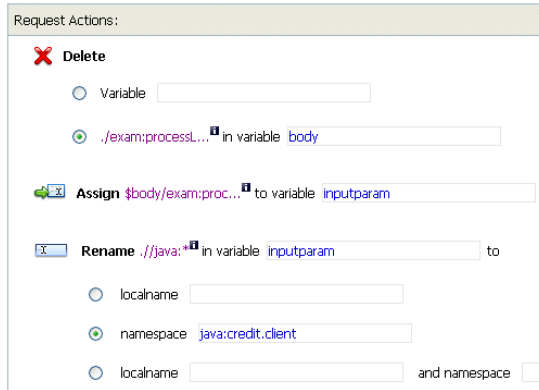 Request Actions:
Delete
Variable
./exam:processL... in variable body
Assign $body/exam:proc... to variable inputparam
Rename .//java:* in variable inputparam to
localname
namespace java:credit.client
localname and namespace